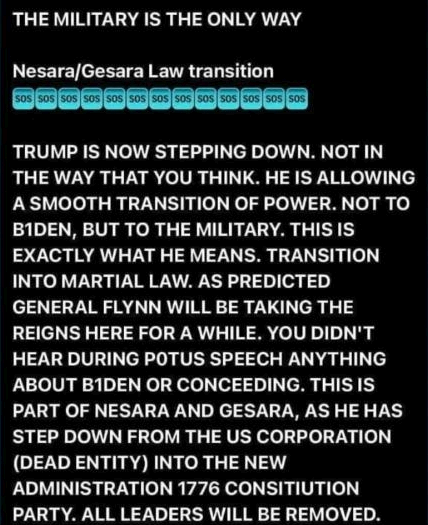 THE MILITARY IS THE ONLY WAY
Nesara/Gesara Law transition
SOS SOS SOS SOS SOS SOS SOS SOS SOS SOS SOS SOS SOS
TRUMP IS NOW STEPPING DOWN. NOT IN
THE WAY THAT YOU THINK. HE IS ALLOWING
A SMOOTH TRANSITION OF POWER. NOT TO
B1DEN, BUT TO THE MILITARY. THIS IS
EXACTLY WHAT HE MEANS. TRANSITION
INTO MARTIAL LAW. AS PREDICTED
GENERAL FLYNN WILL BE TAKING THE
REIGNS HERE FOR A WHILE. YOU DIDN'T
HEAR DURING P0TUS SPEECH ANYTHING
ABOUT B1DEN OR CONCEEDING. THIS IS
PART OF NESARA AND GESARA, AS HE HAS
STEP DOWN FROM THE US CORPORATION
(DEAD ENTITY) INTO THE NEW
ADMINISTRATION 1776 CONSITIUTION
PARTY. ALL LEADERS WILL BE REMOVED.